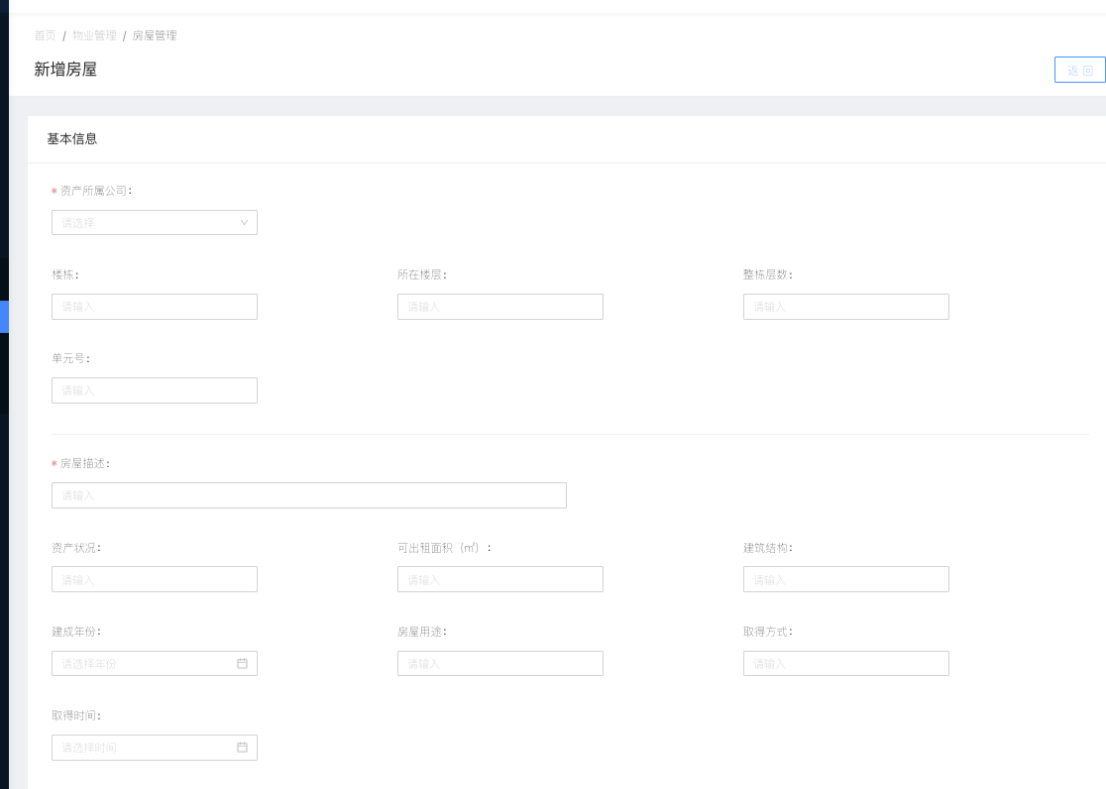 首页 / 物业管理 / 房屋管理
新增房屋
返 回
基本信息
* 资产所属公司:
请选择
楼栋: 所在楼层: 整栋层数:
请输入 请输入 请输入
单元号:
请输入
* 房屋描述:
请输入
资产状况: 可出租面积（㎡）: 建筑结构:
请输入 请输入 请输入
建成年份: 房屋用途: 取得方式:
请选择年份 请输入 请输入
取得时间:
请选择时间